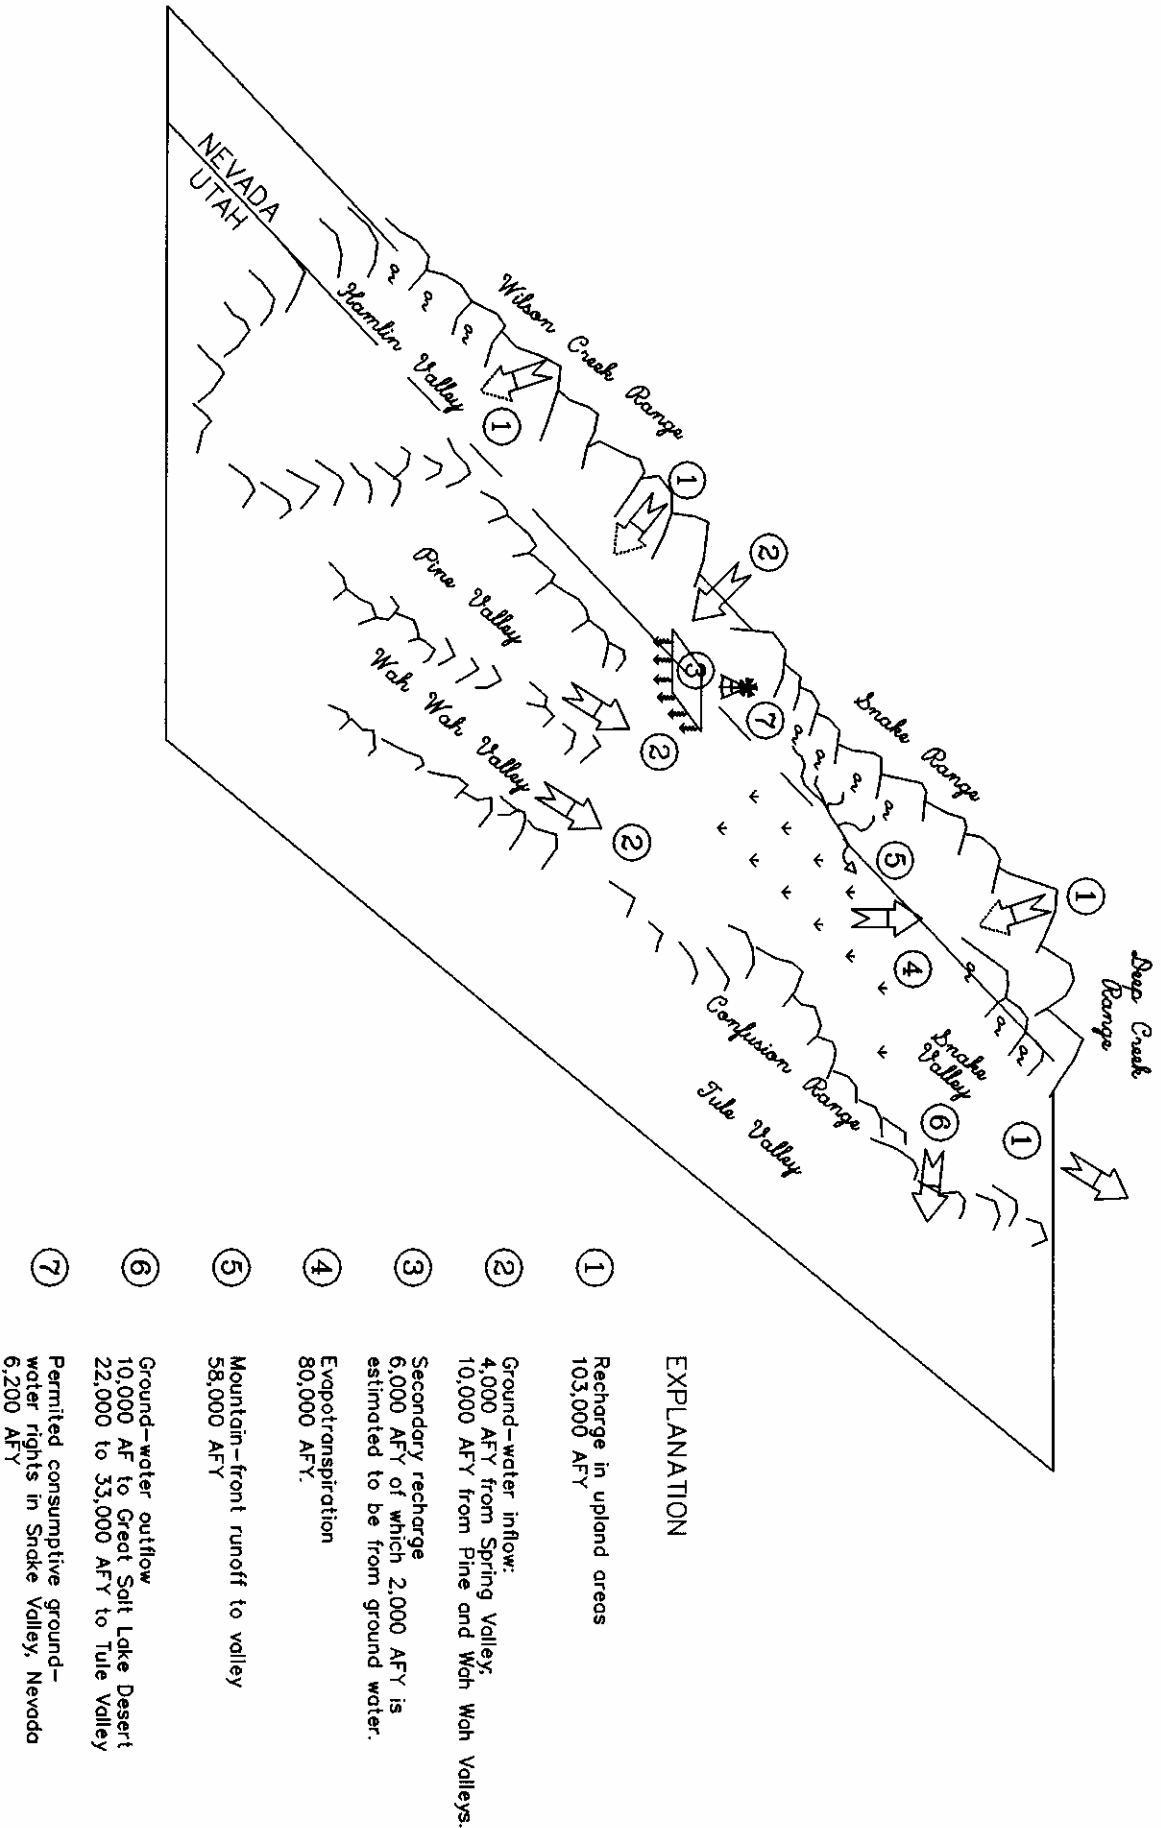 Deep Creek
Range
Snake Range
Wilson Creek Range
Snake
Valley
Confusion Range
Tule Valley
Hamlin Valley
Pine Valley
Wah Wah Valley
NEVADA
UTAH
1
1
2
3
7
1
5
1
4
6
1
2
2
EXPLANATION
1 Recharge in upland areas
103,000 AFY
2 Ground-water inflow:
4,000 AFY from Spring Valley;
10,000 AFY from Pine and Wah Wah Valleys.
3 Secondary recharge
6,000 AFY of which 2,000 AFY is
estimated to be from ground water.
4 Evapotranspiration
80,000 AFY.
5 Mountain-front runoff to valley
58,000 AFY
6 Ground-water outflow
10,000 AF to Great Salt Lake Desert
22,000 to 33,000 AFY to Tule Valley
7 Permited consumptive ground-
water rights in Snake Valley, Nevada
6,200 AFY